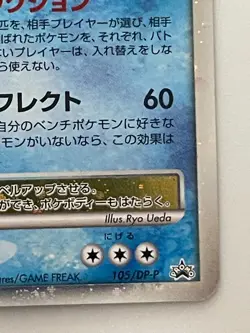 クション
匹を、相手プレイヤーが選び、相手
ばれたポケモンを、それぞれ、バト
ないプレイヤーは、入れ替えをしな
ら使えない。
フレクト 60
自分のベンチポケモンに好きな
モンがいないなら、この効果は
ベルアップさせる。
ができ、ポケボディーもはたらく。
Illus. Ryo Ueda
にげる
105/DP-P
ures/GAME FREAK.